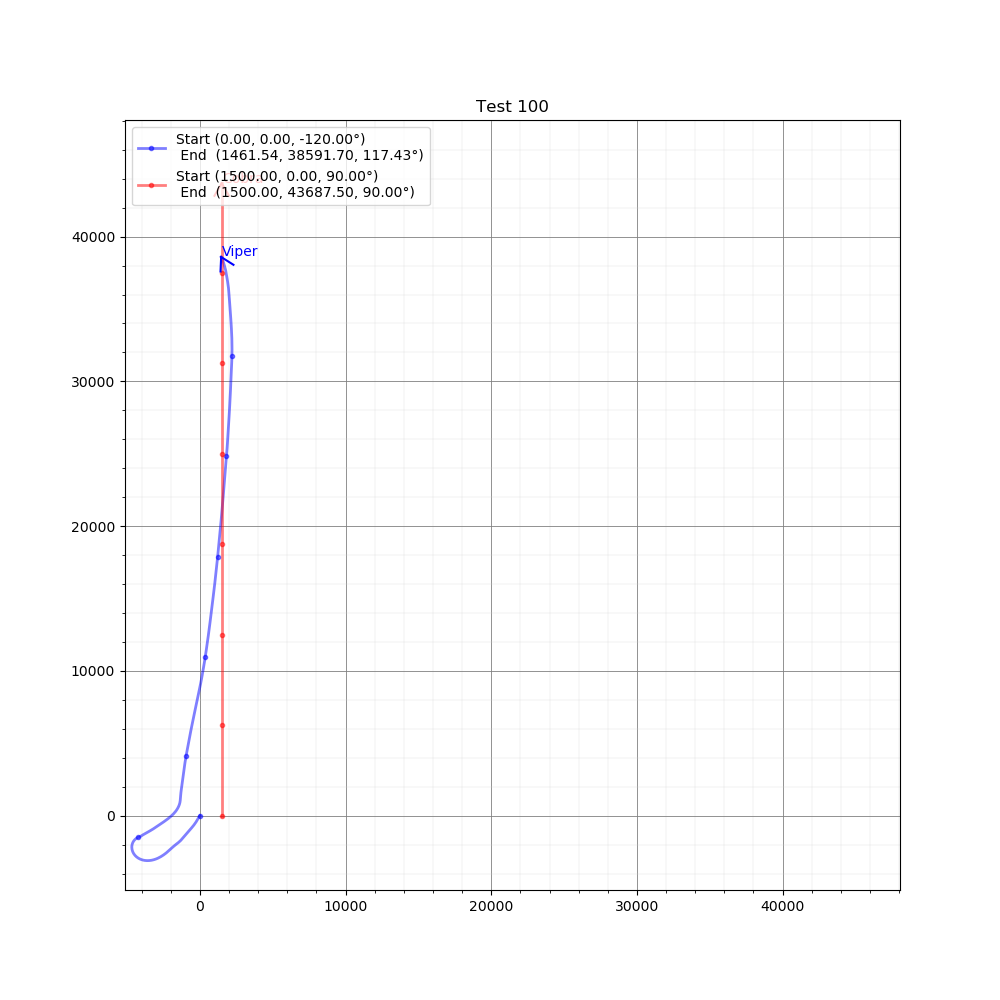 Test 100
Start (0.00, 0.00, -120.00°)
End (1461.54, 38591.70, 117.43°)
Start (1500.00, 0.00, 90.00°)
End (1500.00, 43687.50, 90.00°)
40000
Viper
30000
20000
10000
0
0 10000 20000 30000 40000